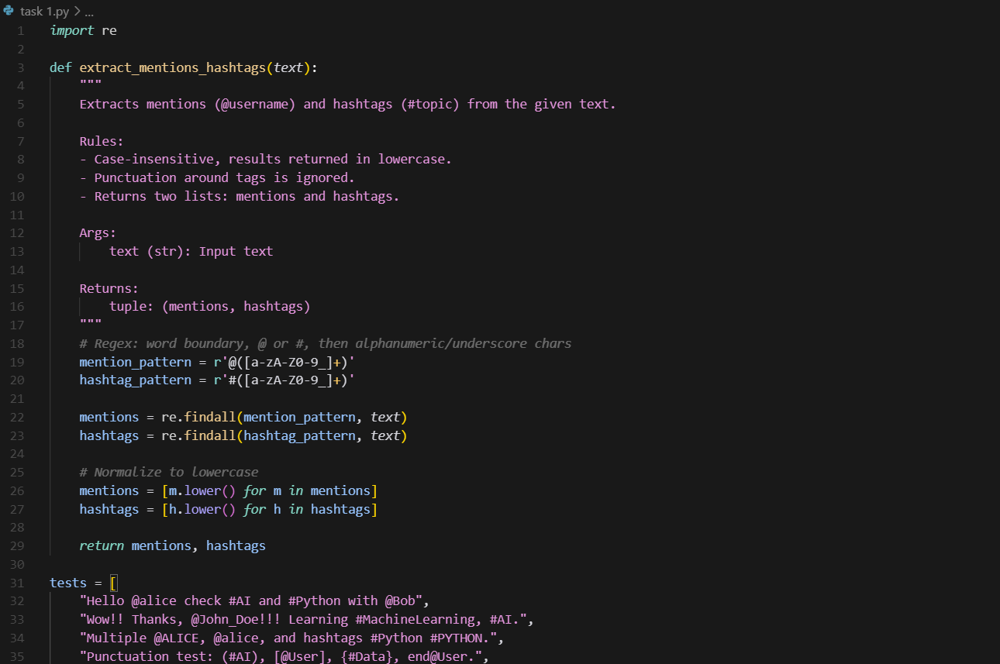 task 1.py > ...
1 import re
2
3 def extract_mentions_hashtags(text):
4     """
5     Extracts mentions (@username) and hashtags (#topic) from the given text.
6
7     Rules:
8     - Case-insensitive, results returned in lowercase.
9     - Punctuation around tags is ignored.
10     - Returns two lists: mentions and hashtags.
11
12     Args:
13         text (str): Input text
14
15     Returns:
16         tuple: (mentions, hashtags)
17     """
18     # Regex: word boundary, @ or #, then alphanumeric/underscore chars
19     mention_pattern = r'@([a-zA-Z0-9_]+)'
20     hashtag_pattern = r'#([a-zA-Z0-9_]+)'
21
22     mentions = re.findall(mention_pattern, text)
23     hashtags = re.findall(hashtag_pattern, text)
24
25     # Normalize to lowercase
26     mentions = [m.lower() for m in mentions]
27     hashtags = [h.lower() for h in hashtags]
28
29     return mentions, hashtags
30
31 tests = [
32     "Hello @alice check #AI and #Python with @Bob",
33     "Wow!! Thanks, @John_Doe!!! Learning #MachineLearning, #AI.",
34     "Multiple @ALICE, @alice, and hashtags #Python #PYTHON.",
35     "Punctuation test: (#AI), [@User], {#Data}, end@User.",